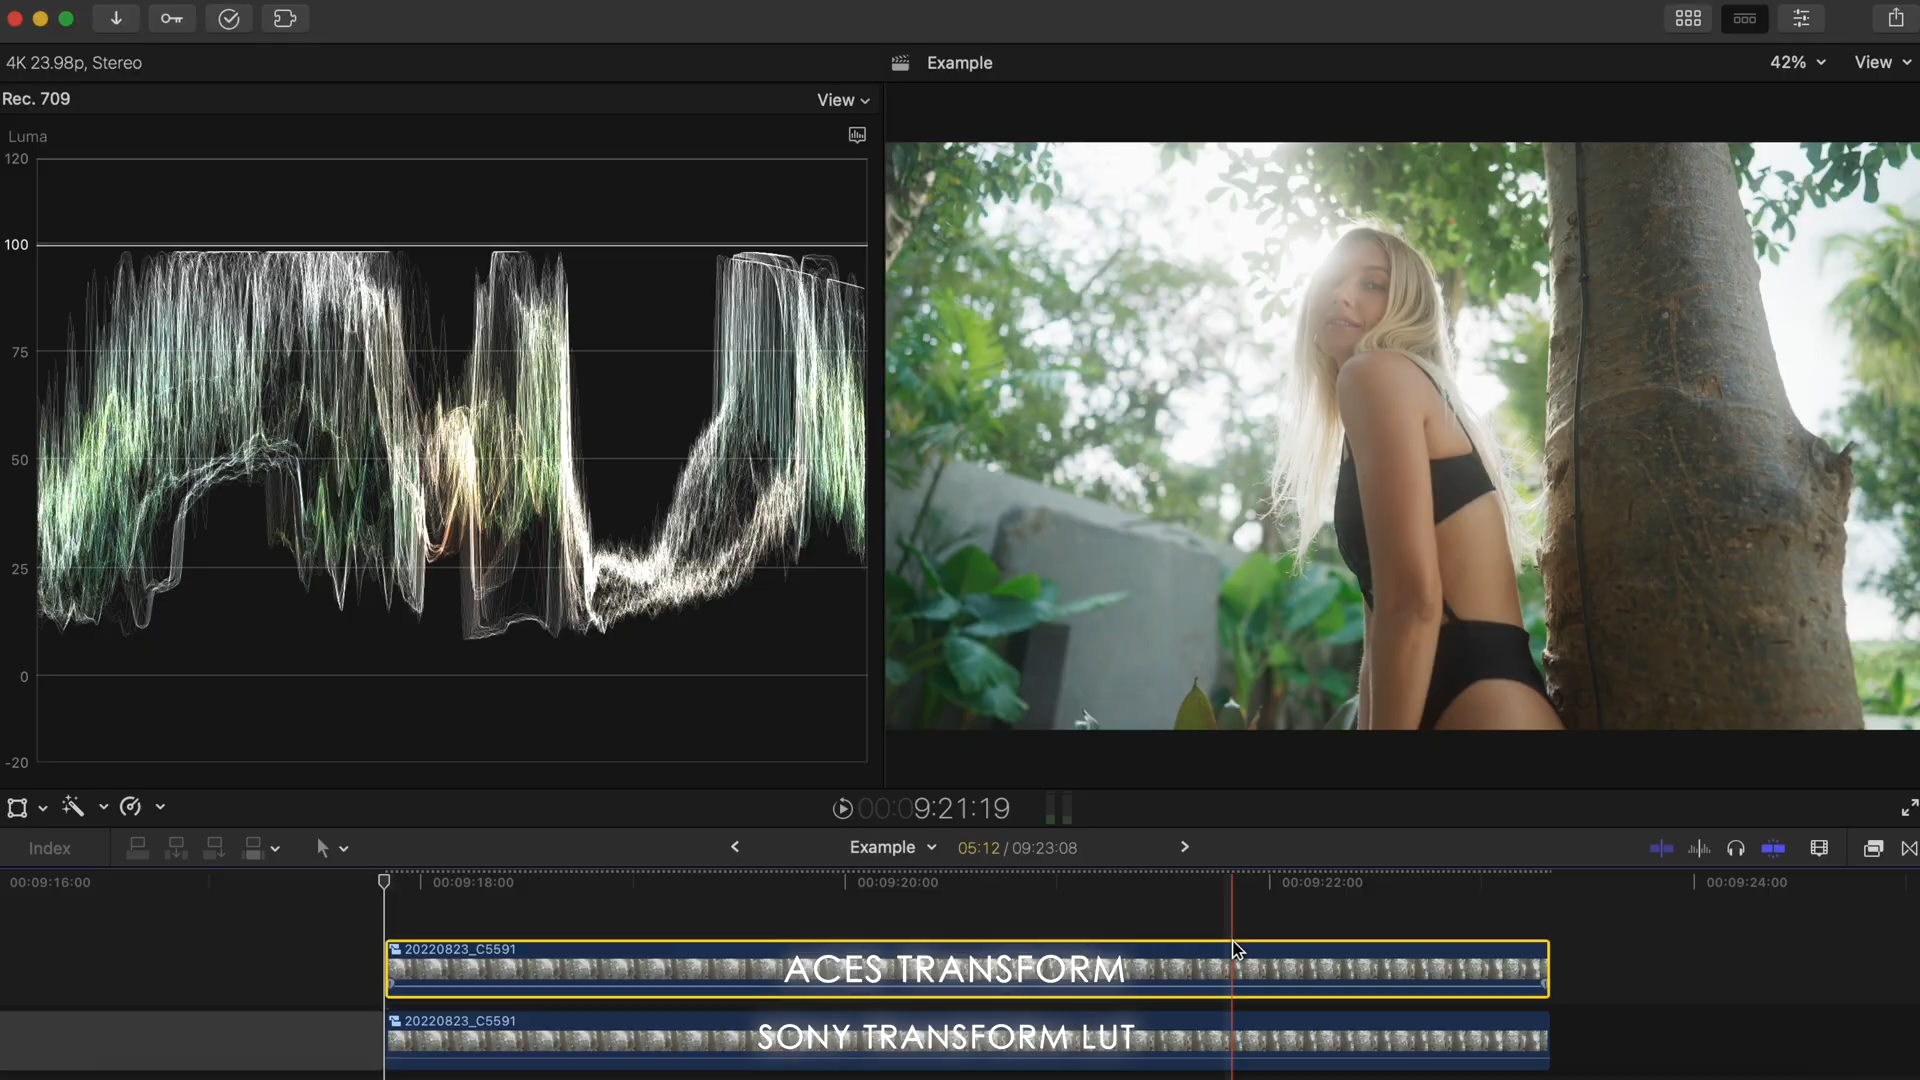 4K 23.98p, Stereo
Example
42%
View
Rec. 709
View
Luma
120
100
75
50
25
0
-20
00:09:21:19
Index
Example
05:12 / 09:23:08
00:09:16:00
00:09:18:00
00:09:20:00
00:09:22:00
00:09:24:00
20220823_C5591
ACES TRANSFORM
20220823_C5591
SONY TRANSFORM LUT